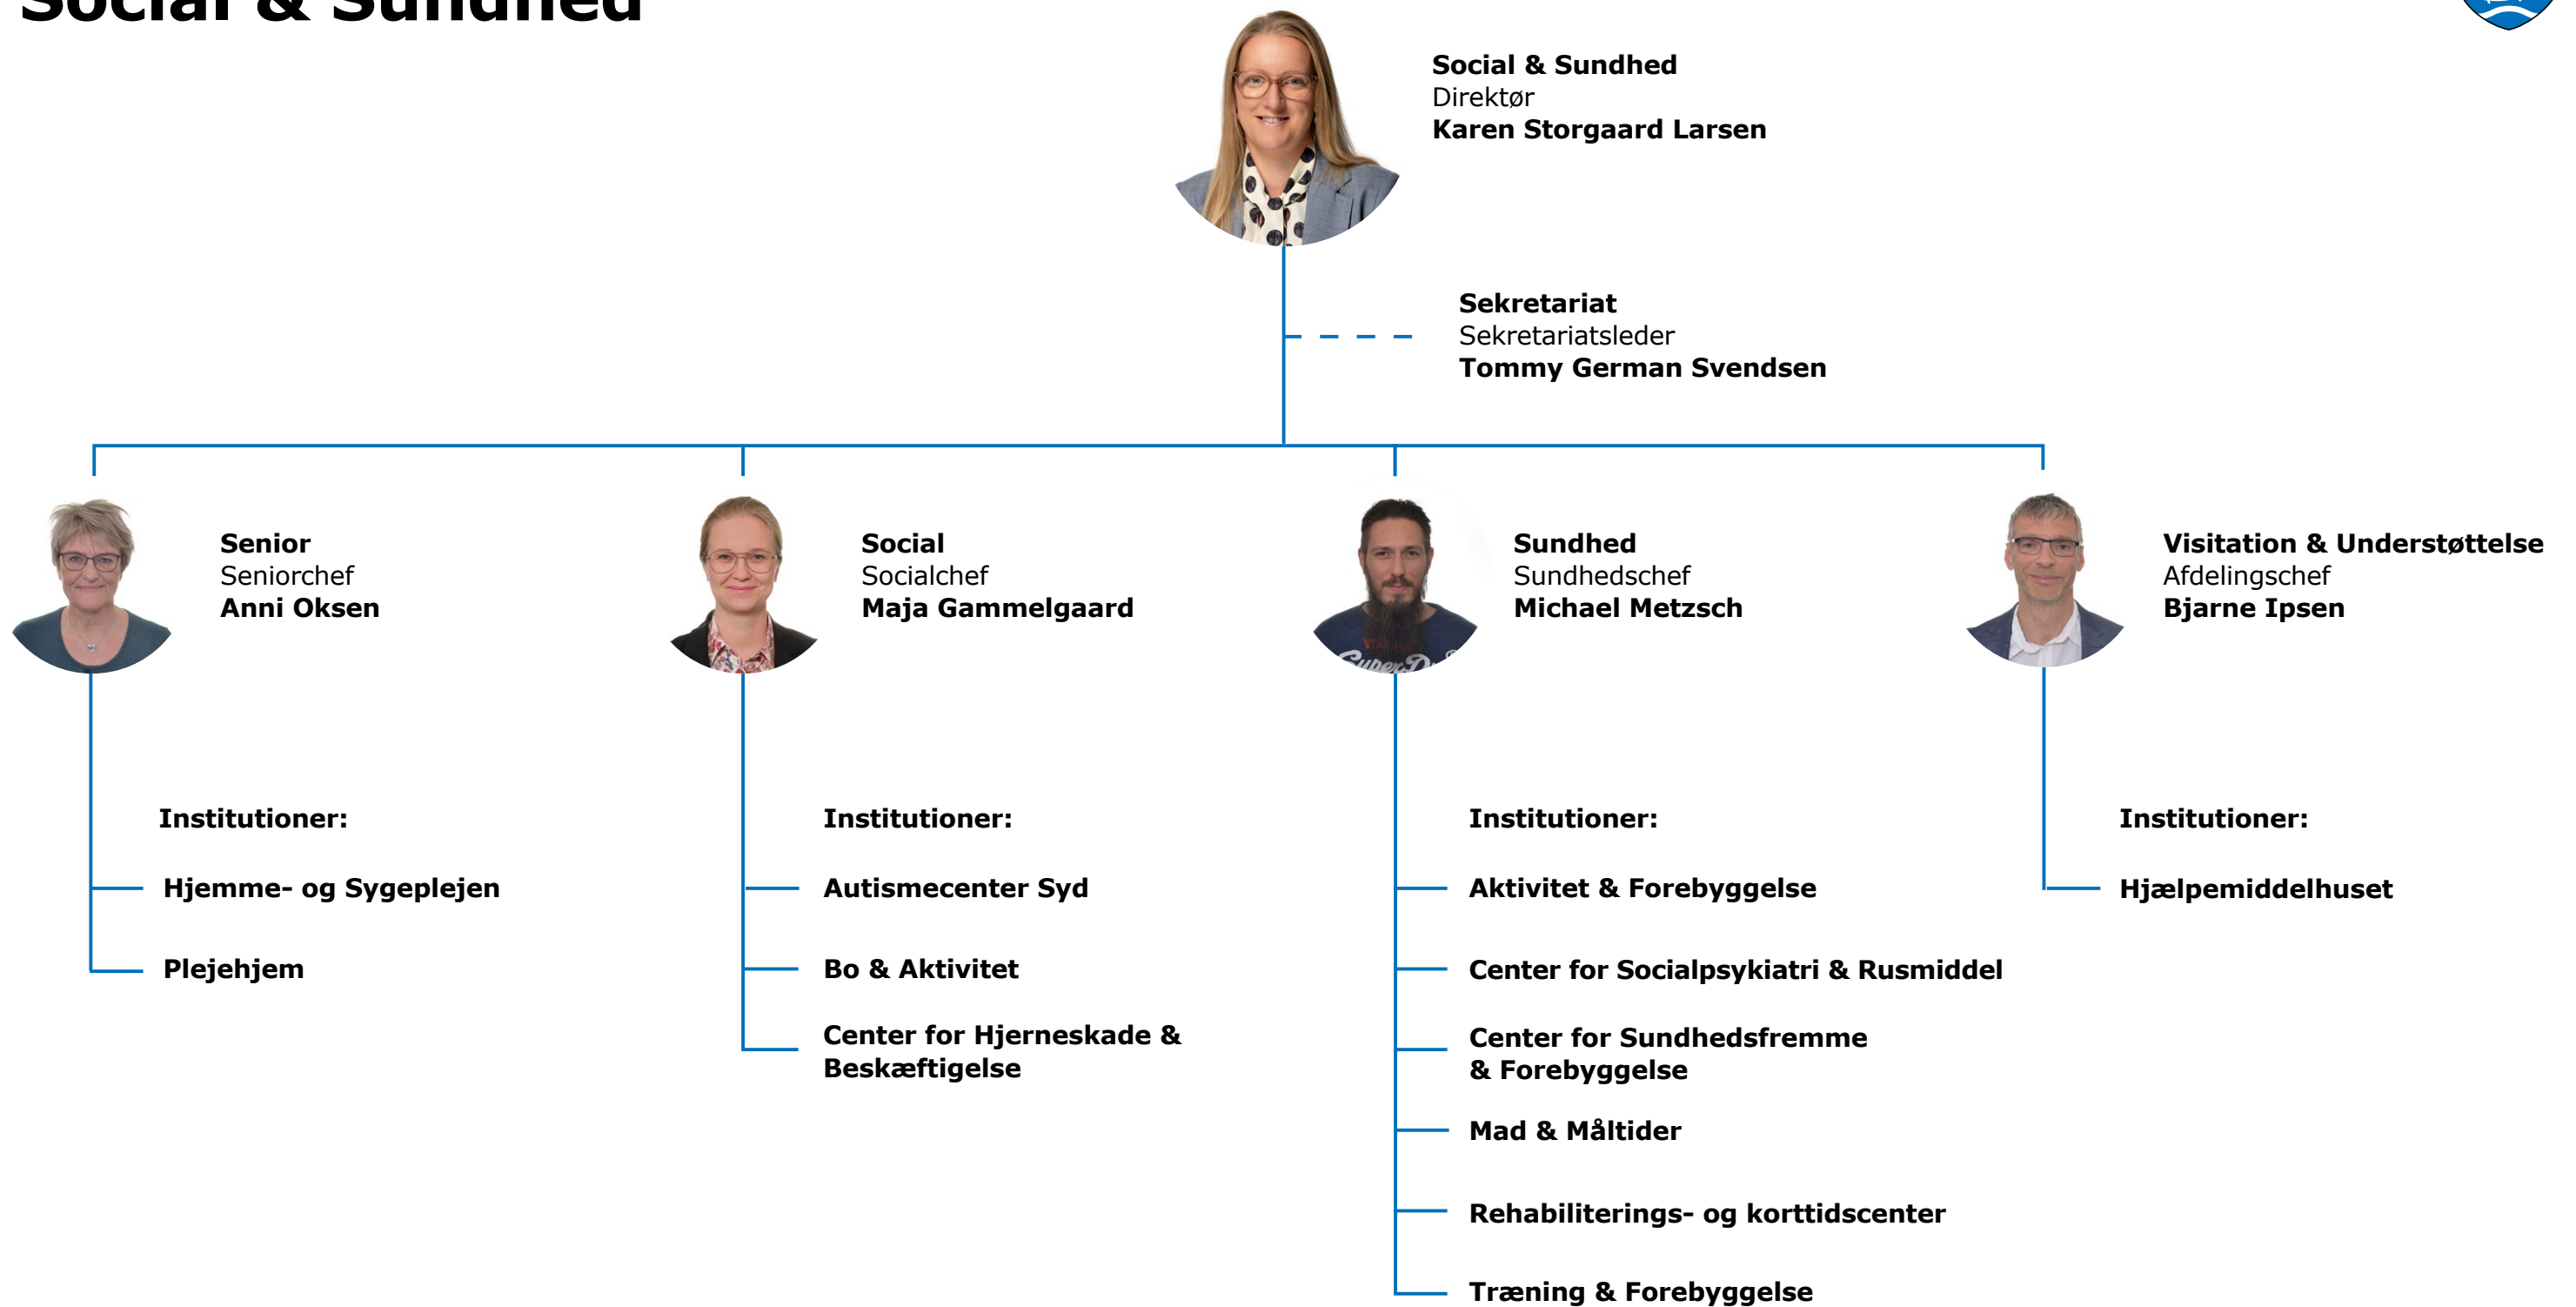 Social & Sundhed
Social & Sundhed
Direktør
Karen Storgaard Larsen
Sekretariat
Sekretariatsleder
Tommy German Svendsen
Senior
Seniorchef
Anni Oksen
Social
Socialchef
Maja Gammelgaard
Sundhed
Sundhedschef
Michael Metzsch
Visitation & Understøttelse
Afdelingschef
Bjarne Ipsen
Institutioner:
Hjemme- og Sygeplejen
Plejehjem
Institutioner:
Autismecenter Syd
Bo & Aktivitet
Center for Hjerneskade &
Beskæftigelse
Institutioner:
Aktivitet & Forebyggelse
Center for Socialpsykiatri & Rusmiddel
Center for Sundhedsfremme
& Forebyggelse
Mad & Måltider
Rehabiliterings- og korttidscenter
Træning & Forebyggelse
Institutioner:
Hjælpemiddelhuset